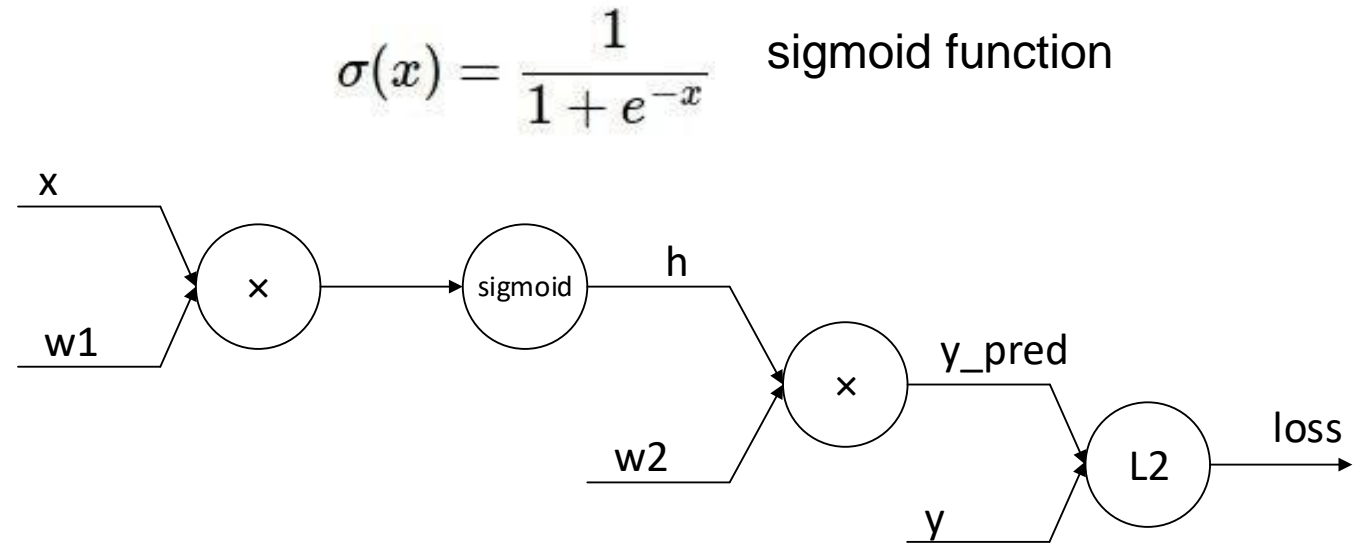 σ(x) = 1 / (1 + e^{-x})    sigmoid function
x
w1
×
sigmoid
h
w2
×
y_pred
y
L2
loss